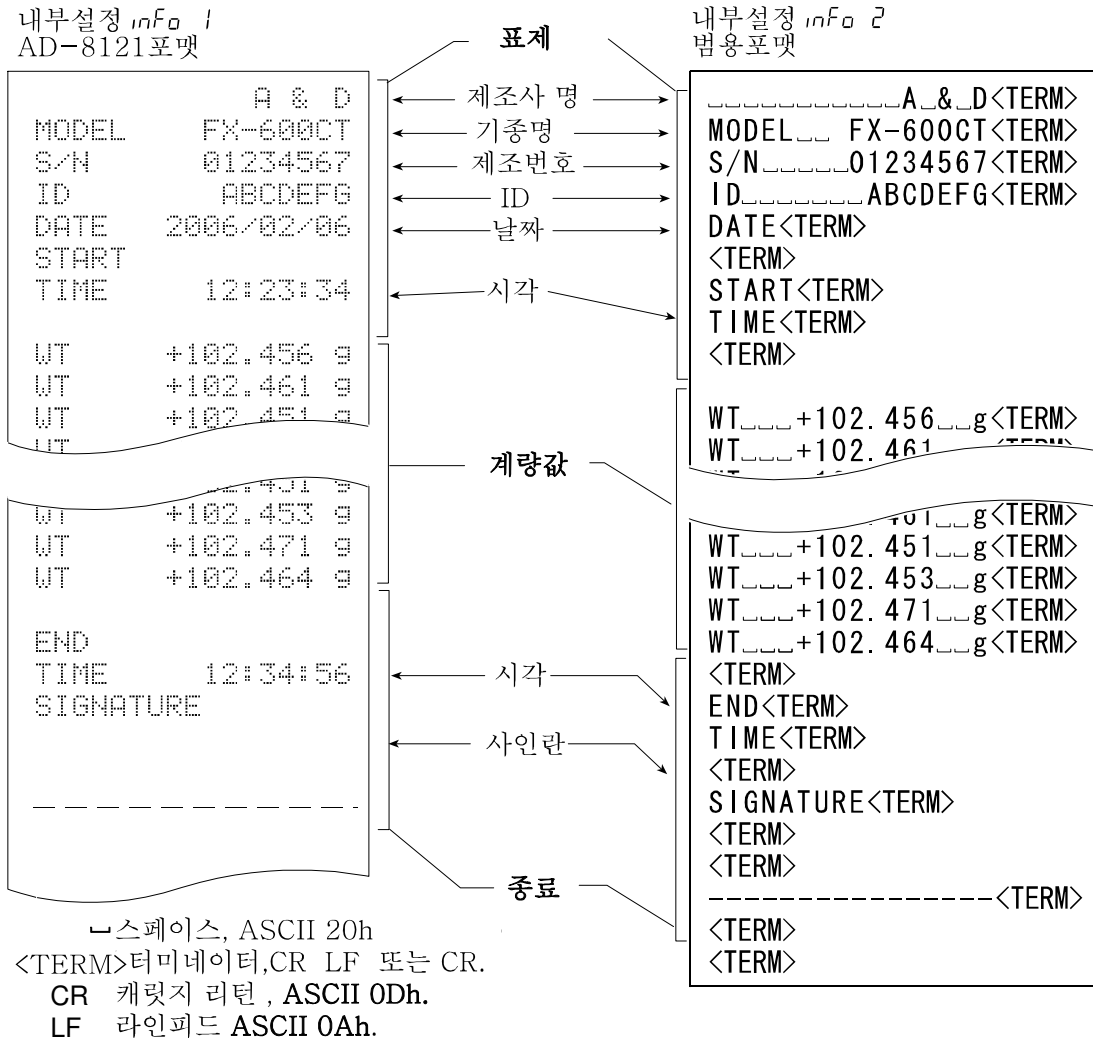 내부설정 inFo 1
AD-8121포맷
A & D
MODEL FX-600CT
S/N 01234567
ID ABCDEFG
DATE 2006/02/06
START
TIME 12:23:34
WT +102.456 g
WT +102.461 g
WT +102.451 g
WT
+102.453 g
WT +102.471 g
WT +102.464 g
END
TIME 12:34:56
SIGNATURE
— — — — — — — — — — — — —
표제
제조사 명
기종명
제조번호
ID
날짜
시각
계량값
시각
사인란
종료
내부설정 inFo 2
범용포맷
␣␣␣␣␣␣␣␣␣␣␣␣A␣&␣D<TERM>
MODEL␣␣ FX-600CT<TERM>
S/N␣␣␣␣␣01234567<TERM>
ID␣␣␣␣␣␣␣ABCDEFG<TERM>
DATE<TERM>
<TERM>
START<TERM>
TIME<TERM>
<TERM>
WT␣␣␣+102.456␣␣g<TERM>
WT␣␣␣+102.461 <TERM>
␣␣g<TERM>
WT␣␣␣+102.451␣␣g<TERM>
WT␣␣␣+102.453␣␣g<TERM>
WT␣␣␣+102.471␣␣g<TERM>
WT␣␣␣+102.464␣␣g<TERM>
<TERM>
END<TERM>
TIME<TERM>
<TERM>
SIGNATURE<TERM>
<TERM>
<TERM>
-----------------<TERM>
<TERM>
<TERM>
␣스페이스, ASCII 20h
<TERM>터미네이터,CR LF 또는 CR.
CR 캐릿지 리턴 , ASCII 0Dh.
LF 라인피드 ASCII 0Ah.